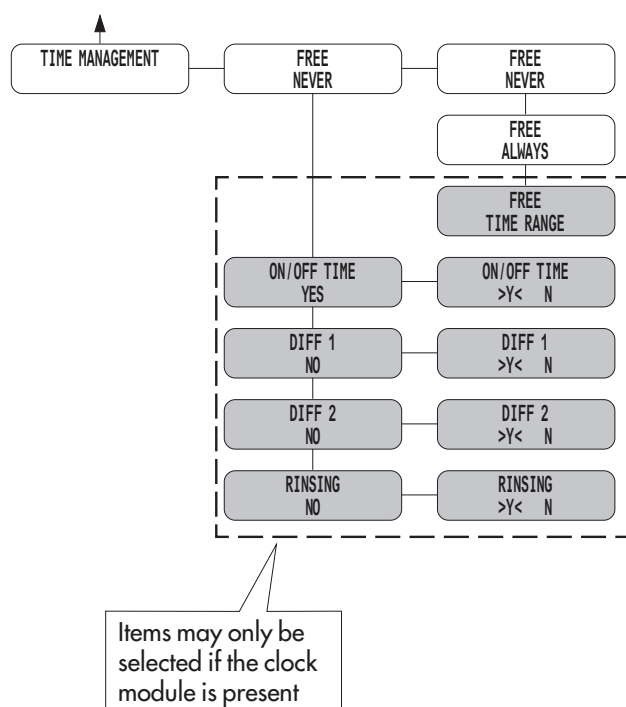 TIME MANAGEMENT
FREE
NEVER
FREE
NEVER
FREE
ALWAYS
FREE
TIME RANGE
ON/OFF TIME
YES
ON/OFF TIME
>Y< N
DIFF 1
NO
DIFF 1
>Y< N
DIFF 2
NO
DIFF 2
>Y< N
RINSING
NO
RINSING
>Y< N
Items may only be
selected if the clock
module is present